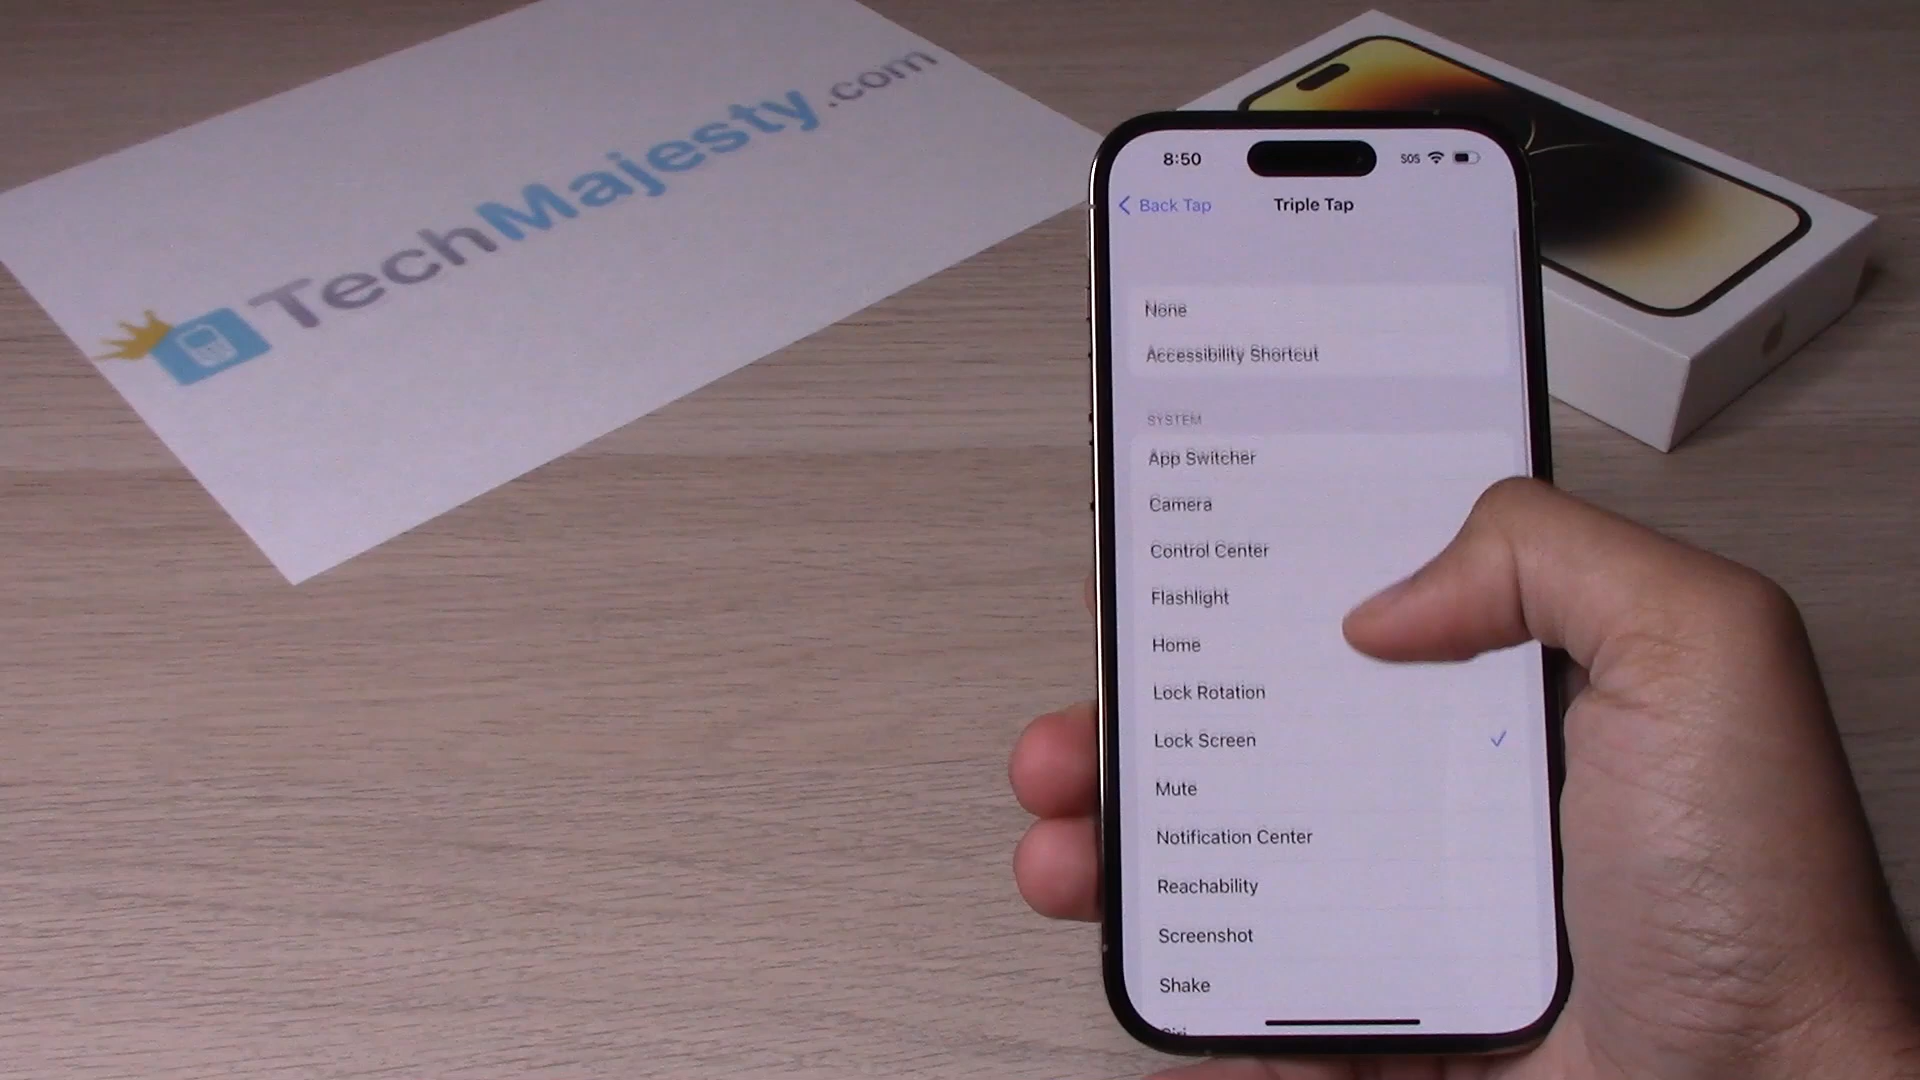 TechMajesty.com
8:50
SOS
Back Tap
Triple Tap
None
Accessibility Shortcut
SYSTEM
App Switcher
Camera
Control Center
Flashlight
Home
Lock Rotation
Lock Screen
Mute
Notification Center
Reachability
Screenshot
Shake
Siri